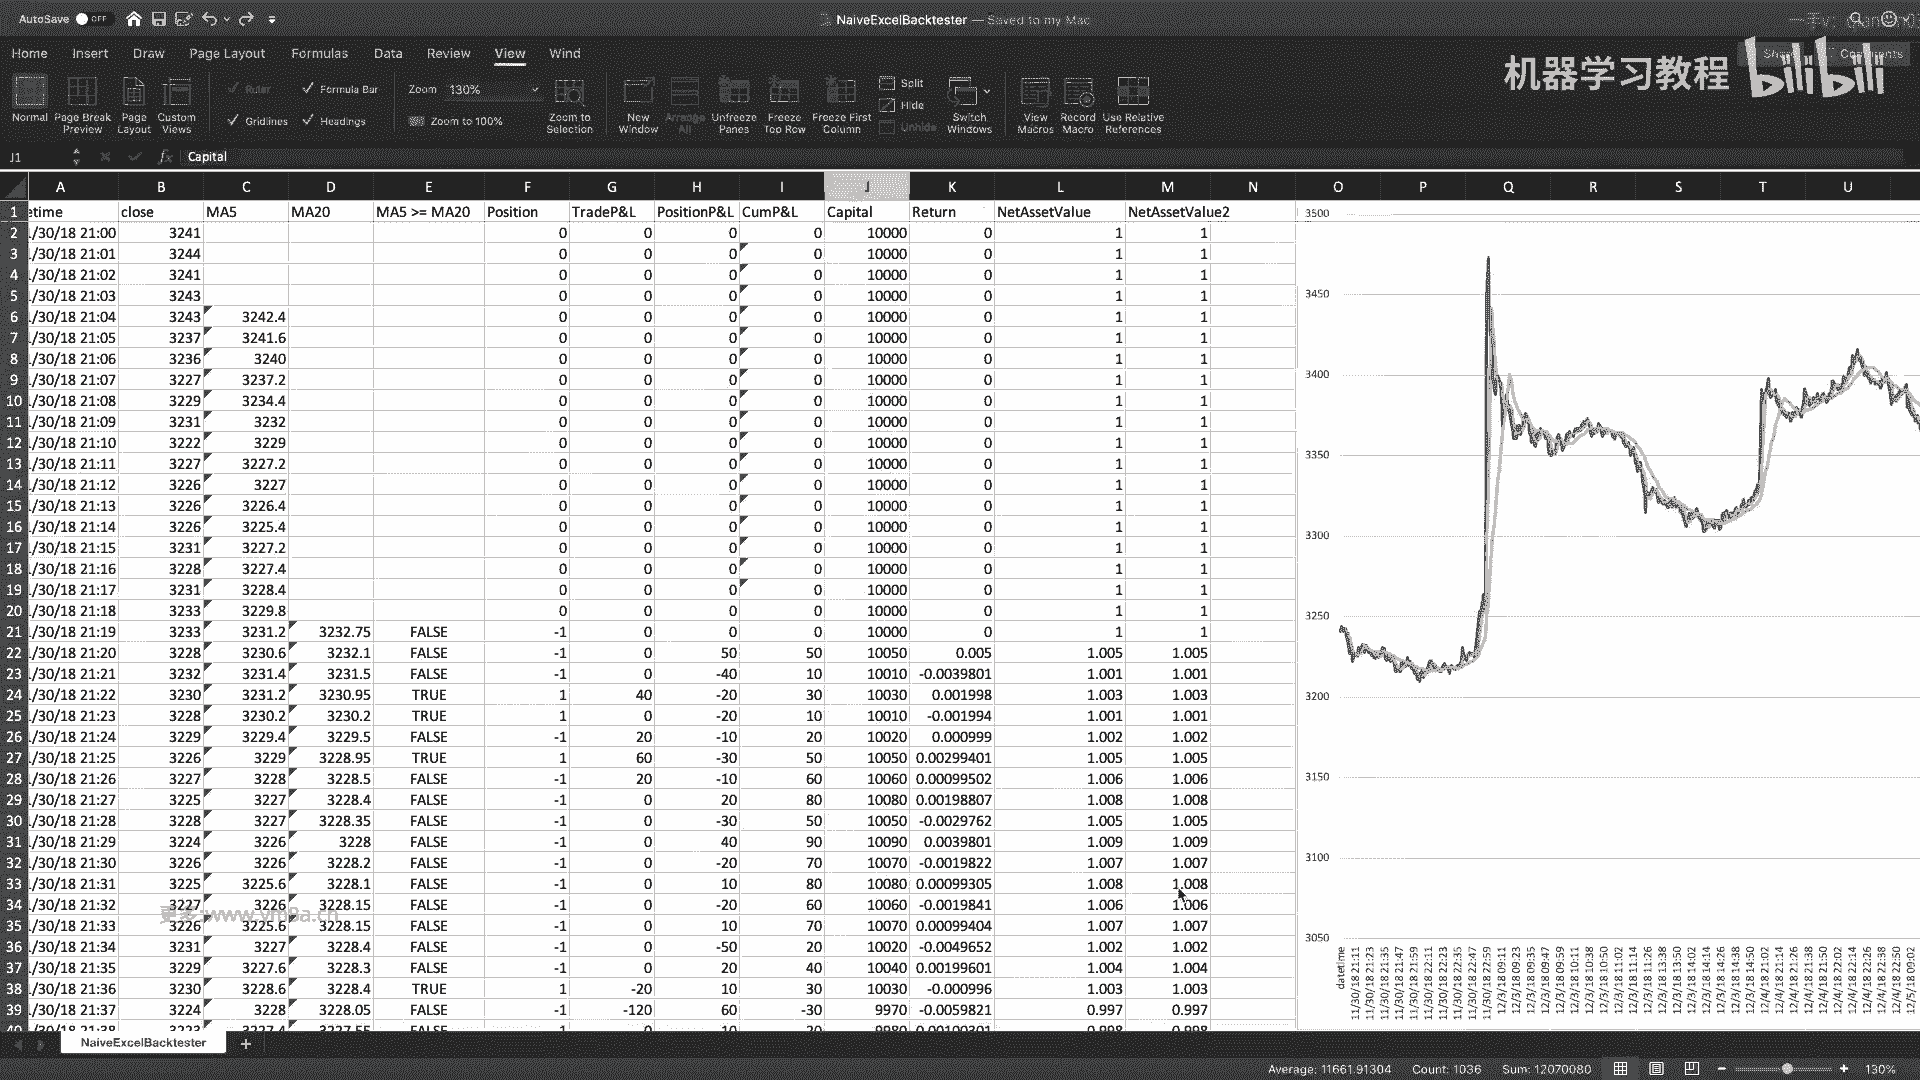 AutoSave OFF NaiveExcelBacktester — Saved to my Mac
Home Insert Draw Page Layout Formulas Data Review View Wind
机器学习教程 bilibili
Normal Page Break Preview Page Layout Custom Views Ruler Formula Bar Gridlines Headings Zoom 130% Zoom to 100% Zoom to Selection New Window Arrange All Unfreeze Panes Freeze Top Row Freeze First Column Split Hide Unhide Switch Windows View Macros Record Macro Use Relative References
J1 fx Capital
A B C D E F G H I J K L M N O P Q R S T U
1 etime close MA5 MA20 MA5 >= MA20 Position TradeP&L PositionP&L CumP&L Capital Return NetAssetValue NetAssetValue2
2 /30/18 21:00 3241 0 0 0 0 10000 0 1 1
3 /30/18 21:01 3244 0 0 0 0 10000 0 1 1
4 /30/18 21:02 3241 0 0 0 0 10000 0 1 1
5 /30/18 21:03 3243 0 0 0 0 10000 0 1 1
6 /30/18 21:04 3243 3242.4 0 0 0 0 10000 0 1 1
7 /30/18 21:05 3237 3241.6 0 0 0 0 10000 0 1 1
8 /30/18 21:06 3236 3240 0 0 0 0 10000 0 1 1
9 /30/18 21:07 3227 3237.2 0 0 0 0 10000 0 1 1
10 /30/18 21:08 3229 3234.4 0 0 0 0 10000 0 1 1
11 /30/18 21:09 3231 3232 0 0 0 0 10000 0 1 1
12 /30/18 21:10 3222 3229 0 0 0 0 10000 0 1 1
13 /30/18 21:11 3227 3227.2 0 0 0 0 10000 0 1 1
14 /30/18 21:12 3226 3227 0 0 0 0 10000 0 1 1
15 /30/18 21:13 3226 3226.4 0 0 0 0 10000 0 1 1
16 /30/18 21:14 3226 3225.4 0 0 0 0 10000 0 1 1
17 /30/18 21:15 3231 3227.2 0 0 0 0 10000 0 1 1
18 /30/18 21:16 3228 3227.4 0 0 0 0 10000 0 1 1
19 /30/18 21:17 3231 3228.4 0 0 0 0 10000 0 1 1
20 /30/18 21:18 3233 3229.8 0 0 0 0 10000 0 1 1
21 /30/18 21:19 3233 3231.2 3232.75 FALSE -1 0 0 0 10000 0 1 1
22 /30/18 21:20 3228 3230.6 3232.1 FALSE -1 0 50 50 10050 0.005 1.005 1.005
23 /30/18 21:21 3232 3231.4 3231.5 FALSE -1 0 -40 10 10010 -0.0039801 1.001 1.001
24 /30/18 21:22 3230 3231.2 3230.95 TRUE 1 40 -20 30 10030 0.001998 1.003 1.003
25 /30/18 21:23 3228 3230.2 3230.2 TRUE 1 0 -20 10 10010 -0.001994 1.001 1.001
26 /30/18 21:24 3229 3229.4 3229.5 FALSE -1 20 -10 20 10020 0.000999 1.002 1.002
27 /30/18 21:25 3226 3229 3228.95 TRUE 1 60 -30 50 10050 0.00299401 1.005 1.005
28 /30/18 21:26 3227 3228 3228.5 FALSE -1 20 -10 60 10060 0.00099502 1.006 1.006
29 /30/18 21:27 3225 3227 3228.4 FALSE -1 0 20 80 10080 0.00198807 1.008 1.008
30 /30/18 21:28 3228 3227 3228.35 FALSE -1 0 -30 50 10050 -0.0029762 1.005 1.005
31 /30/18 21:29 3224 3226 3228 FALSE -1 0 40 90 10090 0.0039801 1.009 1.009
32 /30/18 21:30 3226 3226 3228.2 FALSE -1 0 -20 70 10070 -0.0019822 1.007 1.007
33 /30/18 21:31 3225 3225.6 3228.1 FALSE -1 0 10 80 10080 0.00099305 1.008 1.008
34 /30/18 21:32 3227 3226 3228.15 FALSE -1 0 -20 60 10060 -0.0019841 1.006 1.006
35 /30/18 21:33 3226 3225.6 3228.15 FALSE -1 0 10 70 10070 0.00099404 1.007 1.007
36 /30/18 21:34 3231 3227 3228.4 FALSE -1 0 -50 20 10020 -0.0049652 1.002 1.002
37 /30/18 21:35 3229 3227.6 3228.3 FALSE -1 0 20 40 10040 0.00199601 1.004 1.004
38 /30/18 21:36 3230 3228.6 3228.4 TRUE 1 -20 10 30 10030 -0.000996 1.003 1.003
39 /30/18 21:37 3224 3228 3228.05 FALSE -1 -120 60 -30 9970 -0.0059821 0.997 0.997
3500
3450
3400
3350
3300
3250
3200
3150
3100
3050
datetime
11/30/18 21:11
11/30/18 21:23
11/30/18 21:35
11/30/18 21:47
11/30/18 21:59
11/30/18 22:11
11/30/18 22:23
11/30/18 22:35
11/30/18 22:47
11/30/18 22:59
12/3/18 09:11
12/3/18 09:23
12/3/18 09:35
12/3/18 09:47
12/3/18 09:59
12/3/18 10:11
12/3/18 10:38
12/3/18 10:50
12/3/18 11:02
12/3/18 11:14
12/3/18 11:26
12/3/18 13:38
12/3/18 13:50
12/3/18 14:02
12/3/18 14:14
12/3/18 14:26
12/3/18 14:38
12/3/18 14:50
12/4/18 21:02
12/4/18 21:14
12/4/18 21:26
12/4/18 21:38
12/4/18 21:50
12/4/18 22:02
12/4/18 22:14
12/4/18 22:26
12/4/18 22:38
12/4/18 22:50
12/5/18 09:02
NaiveExcelBacktester
Average: 11661.91304 Count: 1036 Sum: 12070080 130%